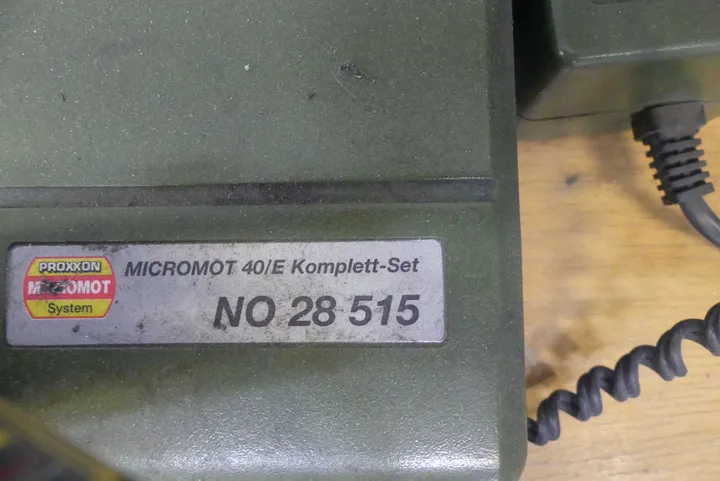 PROXXON
MICROMOT
System
MICROMOT 40/E Komplett-Set
NO 28 515